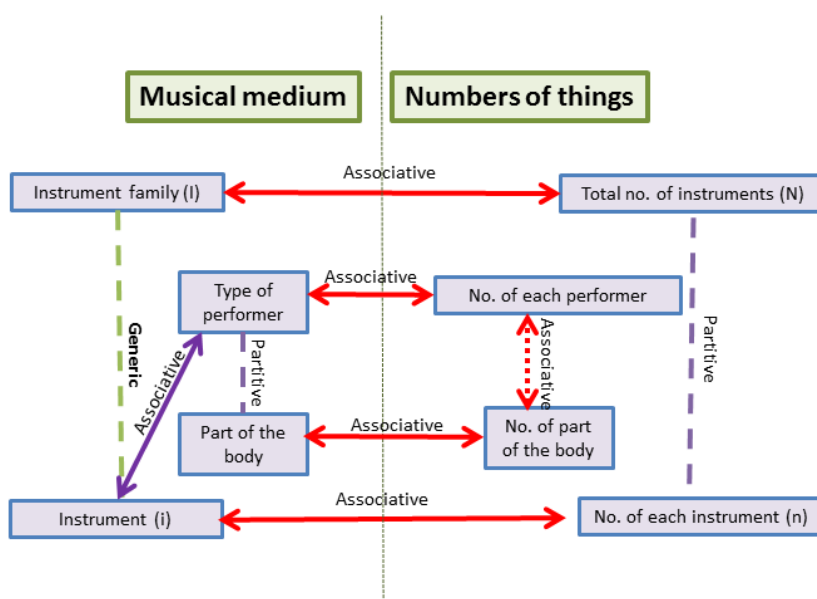 Musical medium
Numbers of things
Associative
Instrument family (I)
Total no. of instruments (N)
Associative
Type of
performer
No. of each performer
Generic
Associative
Partitive
Associative
Partitive
Part of the
body
Associative
No. of part
of the body
Associative
Instrument (i)
No. of each instrument (n)